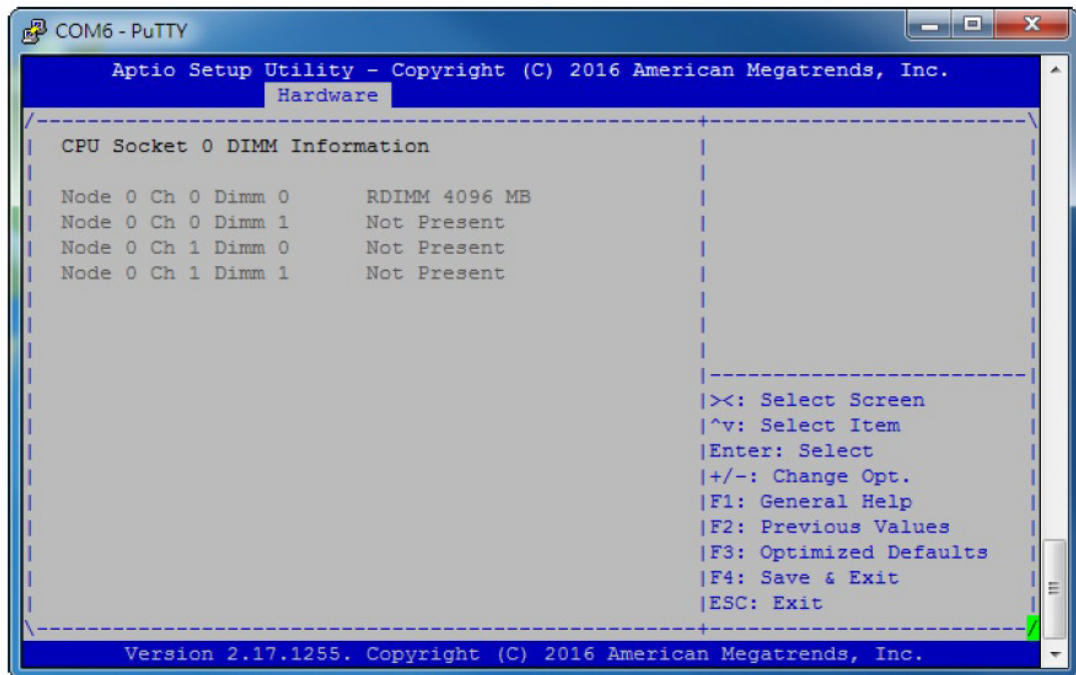 COM6 - PuTTY
Aptio Setup Utility - Copyright (C) 2016 American Megatrends, Inc.
Hardware
CPU Socket 0 DIMM Information
Node 0 Ch 0 Dimm 0 RDIMM 4096 MB
Node 0 Ch 0 Dimm 1 Not Present
Node 0 Ch 1 Dimm 0 Not Present
Node 0 Ch 1 Dimm 1 Not Present
><: Select Screen
^v: Select Item
Enter: Select
+/-: Change Opt.
F1: General Help
F2: Previous Values
F3: Optimized Defaults
F4: Save & Exit
ESC: Exit
Version 2.17.1255. Copyright (C) 2016 American Megatrends, Inc.